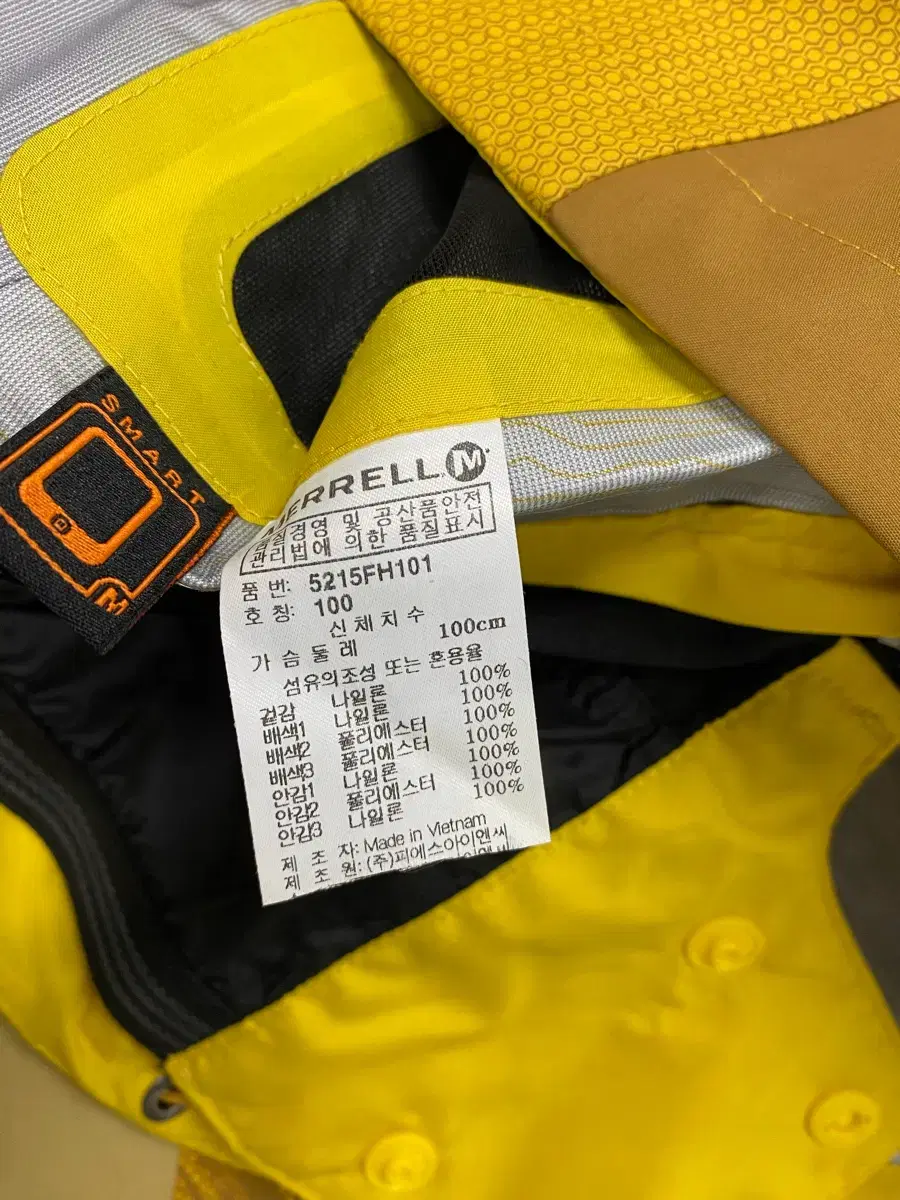 SMART
M
MERRELL M
품질경영 및 공산품안전
관리법에 의한 품질표시
품 번: 5215FH101
호 칭: 100
신 체 치 수
가 슴 둘 레 100cm
섬유의조성 또는 혼용율
겉감 나일론 100%
배색1 나일론 100%
배색2 폴리에스터 100%
배색3 폴리에스터 100%
안감1 나일론 100%
안감2 폴리에스터 100%
안감3 나일론 100%
제 조 자: Made in Vietnam
제 조 원: (주)피에스아이엔씨